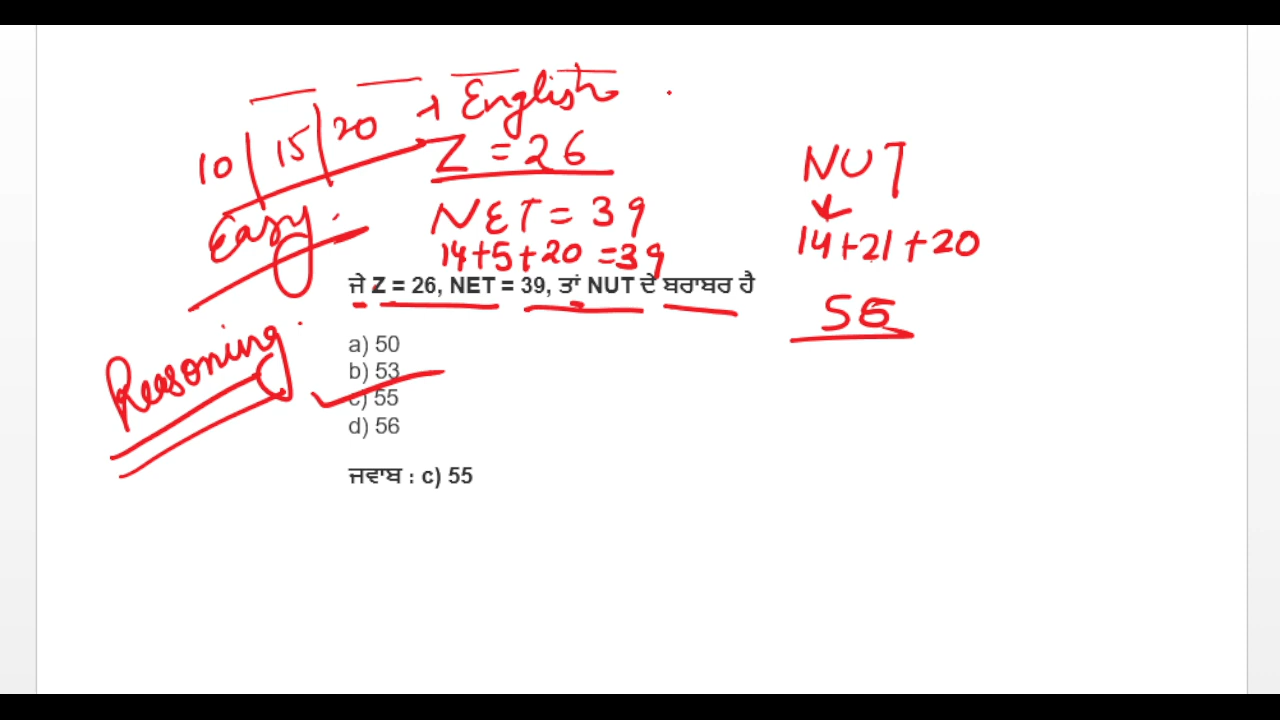 10 | 15 | 20 → English
Z = 26
NUT
Easy
NET = 39
14+21+20
14+5+20 =39
ਜੇ Z = 26, NET = 39, ਤਾਂ NUT ਦੇ ਬਰਾਬਰ ਹੈ
55
Reasoning
a) 50
b) 53
c) 55
d) 56
ਜਵਾਬ : c) 55